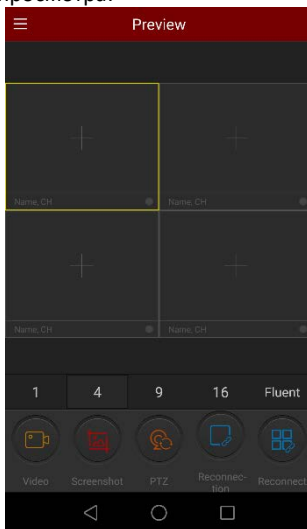 просмотра.
Preview
Name, CH
Name, CH
Name, CH
Name, CH
1 4 9 16 Fluent
Video Screenshot PTZ Reconnec-
tion Reconnect